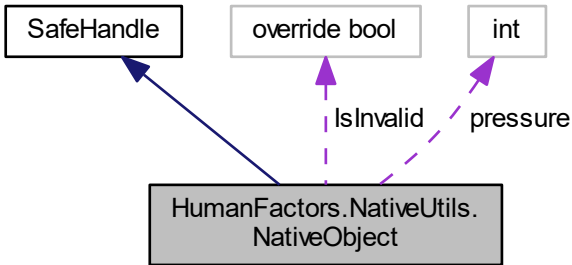 SafeHandle
override bool
int
IsInvalid
pressure
HumanFactors.NativeUtils.
NativeObject